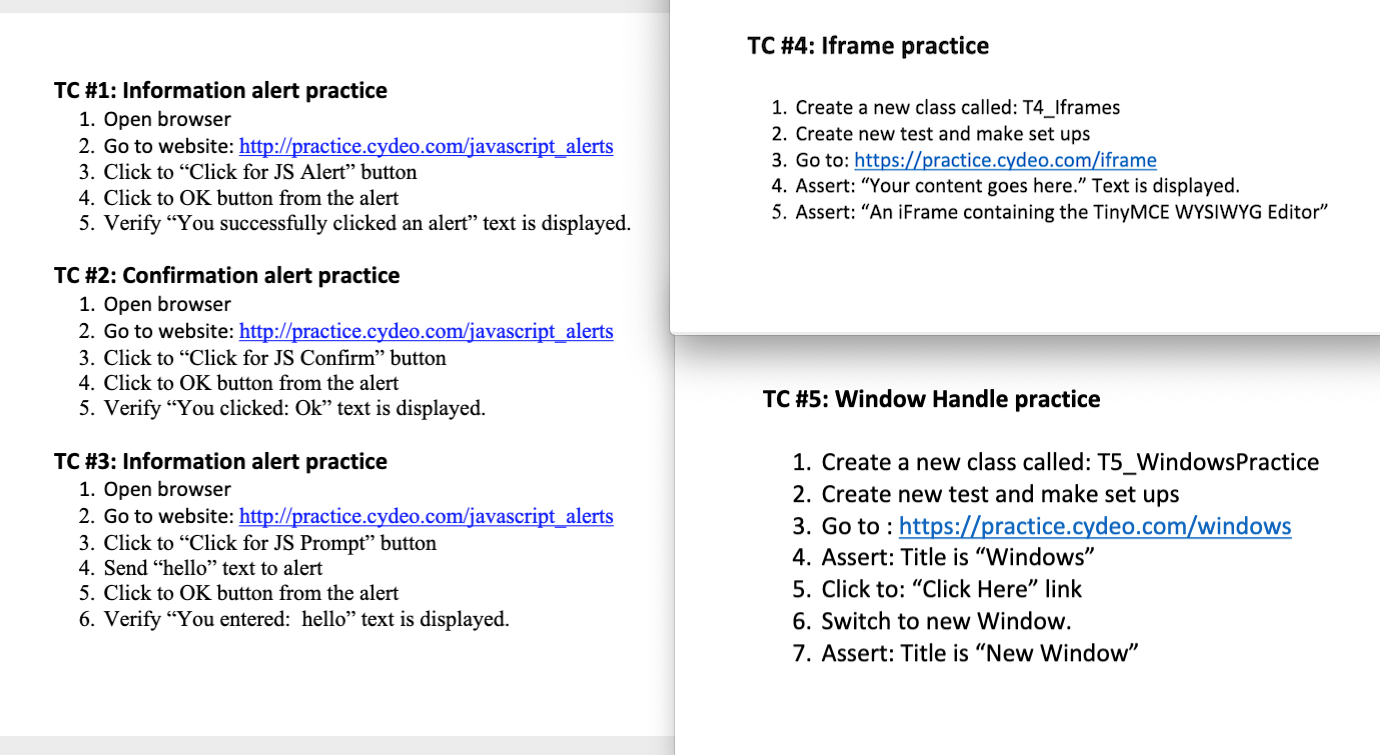 TC #1: Information alert practice
1. Open browser
2. Go to website: http://practice.cydeo.com/javascript_alerts
3. Click to “Click for JS Alert” button
4. Click to OK button from the alert
5. Verify “You successfully clicked an alert” text is displayed.
TC #2: Confirmation alert practice
1. Open browser
2. Go to website: http://practice.cydeo.com/javascript_alerts
3. Click to “Click for JS Confirm” button
4. Click to OK button from the alert
5. Verify “You clicked: Ok” text is displayed.
TC #3: Information alert practice
1. Open browser
2. Go to website: http://practice.cydeo.com/javascript_alerts
3. Click to “Click for JS Prompt” button
4. Send “hello” text to alert
5. Click to OK button from the alert
6. Verify “You entered:  hello” text is displayed.
TC #4: Iframe practice
1. Create a new class called: T4_Iframes
2. Create new test and make set ups
3. Go to: https://practice.cydeo.com/iframe
4. Assert: “Your content goes here.” Text is displayed.
5. Assert: “An iFrame containing the TinyMCE WYSIWYG Editor”
TC #5: Window Handle practice
1. Create a new class called: T5_WindowsPractice
2. Create new test and make set ups
3. Go to : https://practice.cydeo.com/windows
4. Assert: Title is “Windows”
5. Click to: “Click Here” link
6. Switch to new Window.
7. Assert: Title is “New Window”